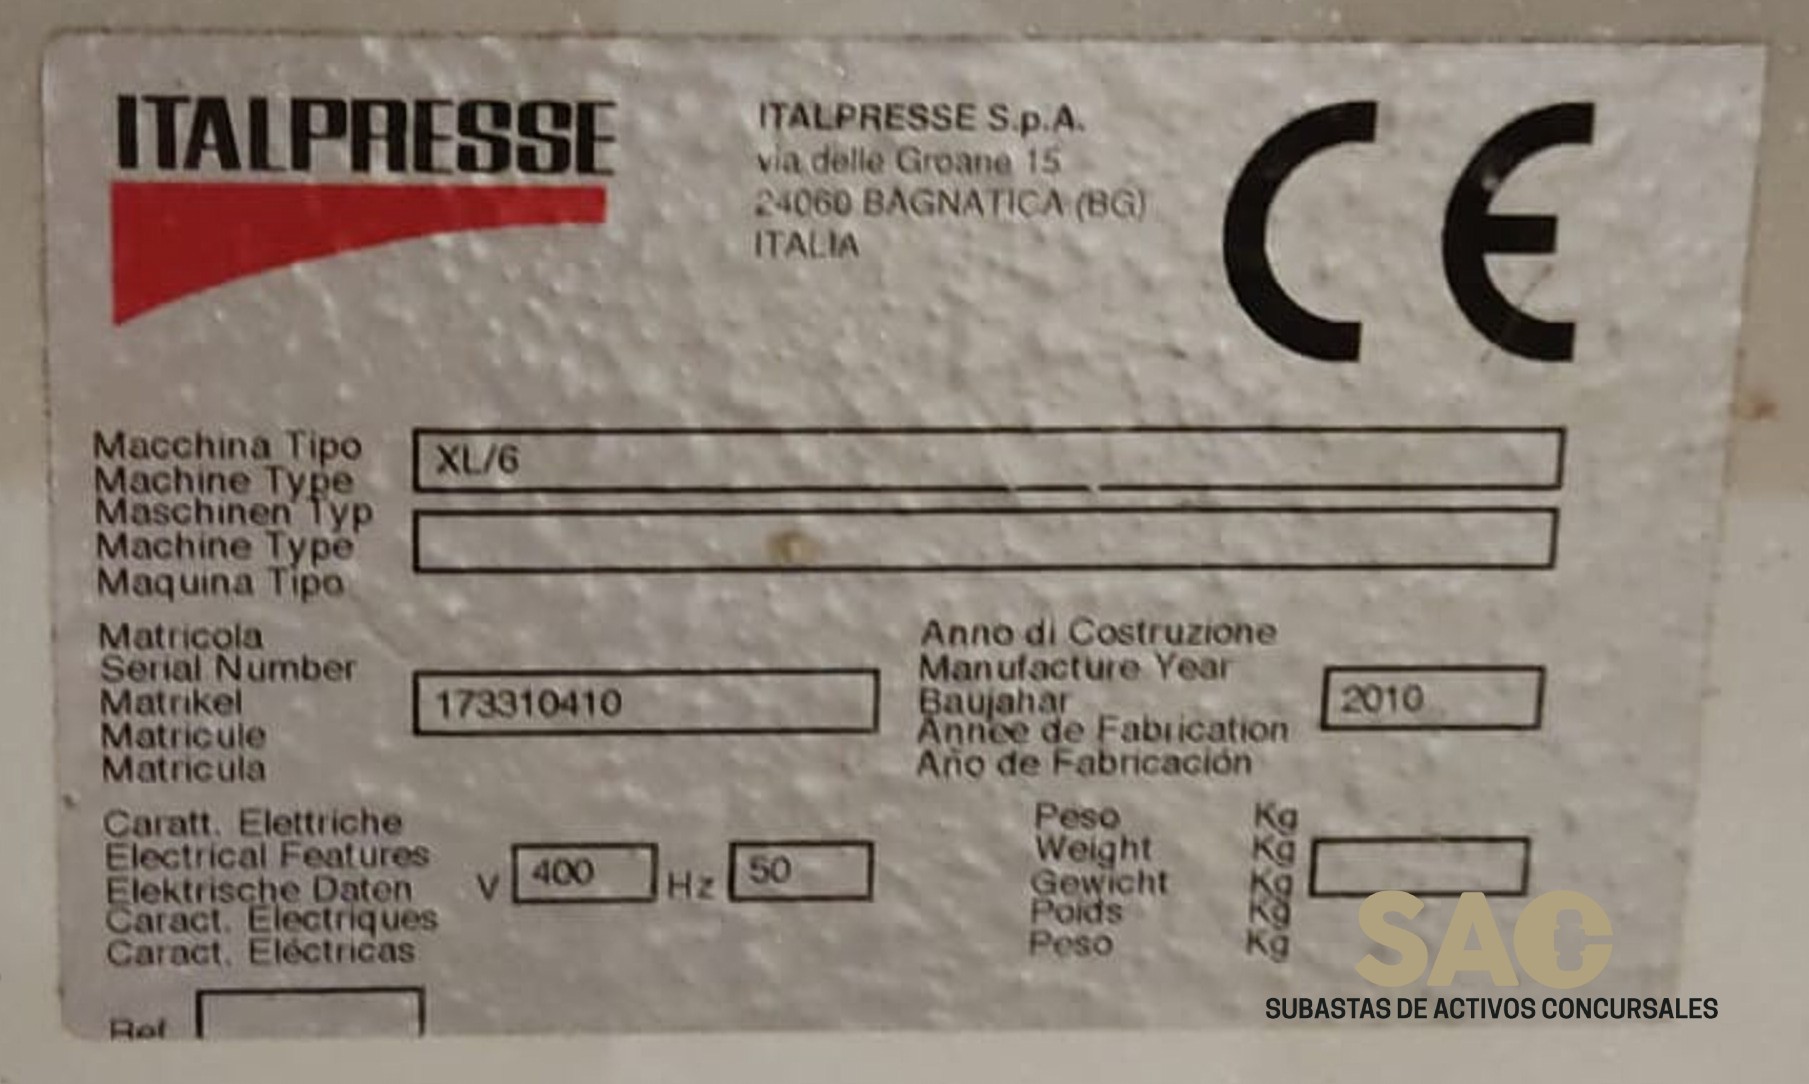 ITALPRESSE
ITALPRESSE S.p.A.
via delle Groane 15
24060 BAGNATICA (BG)
ITALIA
CE
Macchina Tipo
Machine Type
Maschinen Typ
Machine Type
Maquina Tipo
XL/6
Matricola
Serial Number
Matrikel
Matricule
Matricula
173310410
Anno di Costruzione
Manufacture Year
Baujahar
Année de Fabrication
Año de Fabricación
2010
Caratt. Elettriche
Electrical Features
Elektrische Daten
Caract. Electriques
Caract. Eléctricas
V 400 Hz 50
Peso Kg
Weight Kg
Gewicht Kg
Poids Kg
Peso Kg
Ref
SAC
SUBASTAS DE ACTIVOS CONCURSALES